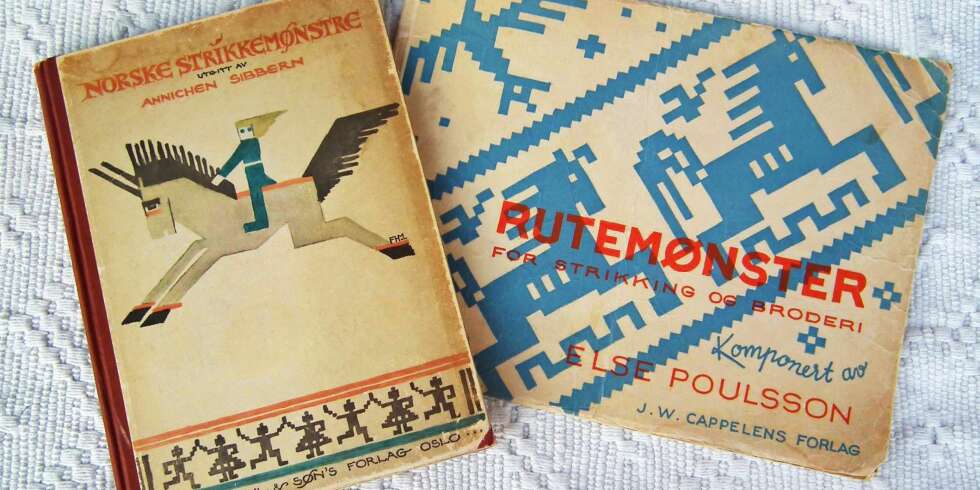 NORSKE STRIKKEMØNSTRE
UTGITT AV
ANNICHEN SIBBERN
FHJ
& SØN'S FORLAG OSLO
RUTEMØNSTER
FOR STRIKKING OG BRODERI
Komponert av
ELSE POULSSON
J.W. CAPPELENS FORLAG